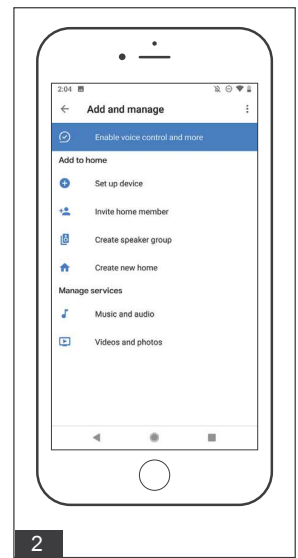 2:04
Add and manage
Enable voice control and more
Add to home
Set up device
Invite home member
Create speaker group
Create new home
Manage services
Music and audio
Videos and photos
2